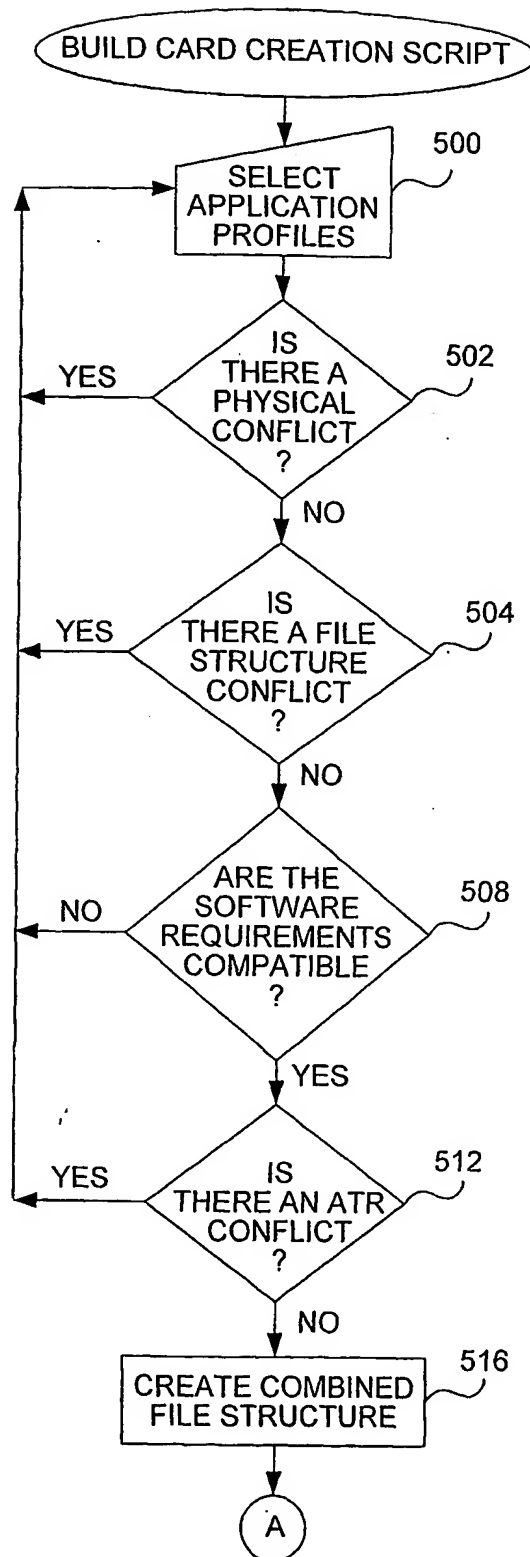 BUILD CARD CREATION SCRIPT
500
SELECT
APPLICATION
PROFILES
IS
THERE A
PHYSICAL
CONFLICT
?
502
YES
NO
IS
THERE A FILE
STRUCTURE
CONFLICT
?
504
YES
NO
ARE THE
SOFTWARE
REQUIREMENTS
COMPATIBLE
?
508
NO
YES
IS
THERE AN ATR
CONFLICT
?
512
YES
NO
516
CREATE COMBINED
FILE STRUCTURE
A